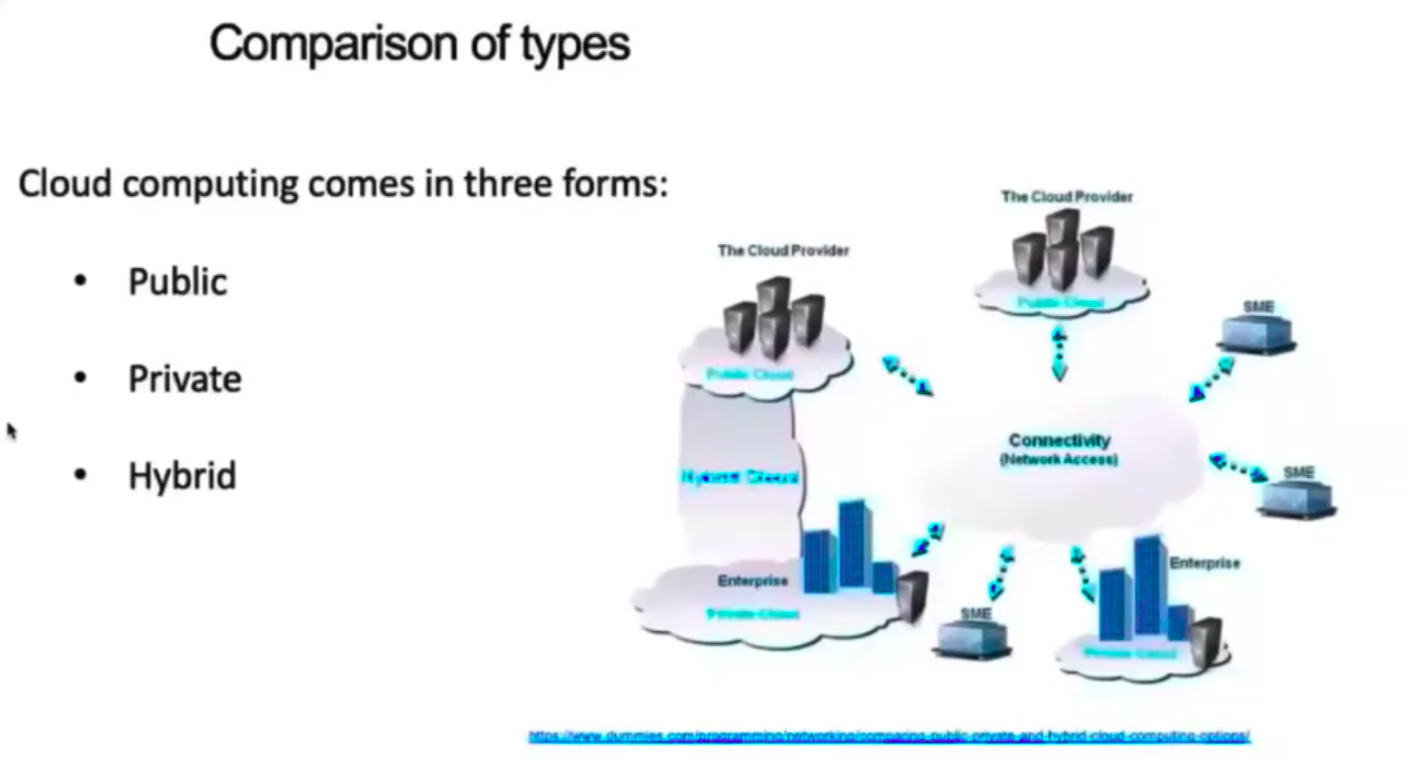 Comparison of types
Cloud computing comes in three forms:
• Public
• Private
• Hybrid
The Cloud Provider
Public Cloud
Hybrid Cloud
Enterprise
Private Cloud
The Cloud Provider
Public Cloud
Connectivity
(Network Access)
SME
SME
SME
Enterprise
Private Cloud
https://www.dummies.com/programming/networking/comparing-public-private-and-hybrid-cloud-computing-options/